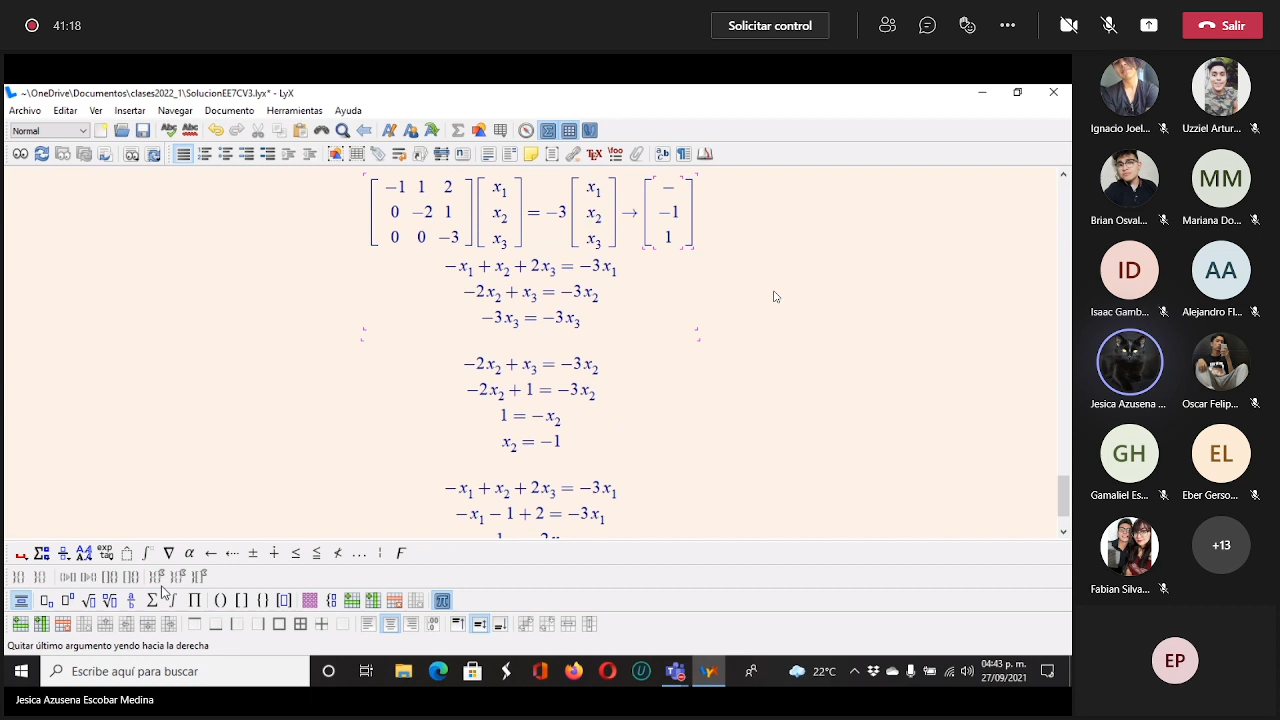 41:18
Solicitar control
Salir
~\OneDrive\Documentos\clases2022_1\SolucionEE7CV3.lyx* - LyX
Archivo Editar Ver Insertar Navegar Documento Herramientas Ayuda
Normal
[−1 1 2; 0 −2 1; 0 0 −3] [x1; x2; x3] = −3 [x1; x2; x3] → [−; −1; 1]
−x1 + x2 + 2x3 = −3x1
−2x2 + x3 = −3x2
−3x3 = −3x3
−2x2 + x3 = −3x2
−2x2 + 1 = −3x2
1 = −x2
x2 = −1
−x1 + x2 + 2x3 = −3x1
−x1 − 1 + 2 = −3x1
Quitar último argumento yendo hacia la derecha
Escribe aquí para buscar
22°C
04:43 p. m.
27/09/2021
Jesica Azusena Escobar Medina
Ignacio Joel...
Uzziel Artur...
Brian Osval...
MM
Mariana Do...
ID
Isaac Gamb...
AA
Alejandro Fl...
Jesica Azusena ...
Oscar Felip...
GH
Gamaliel Es...
EL
Eber Gerso...
Fabian Silva...
+13
EP